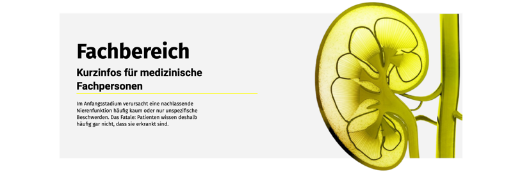 Fachbereich
Kurzinfos für medizinische
Fachpersonen
Im Anfangsstadium verursacht eine nachlassende
Nierenfunktion häufig kaum oder nur unspezifische
Beschwerden. Das Fatale: Patienten wissen deshalb
häufig gar nicht, dass sie erkrankt sind.